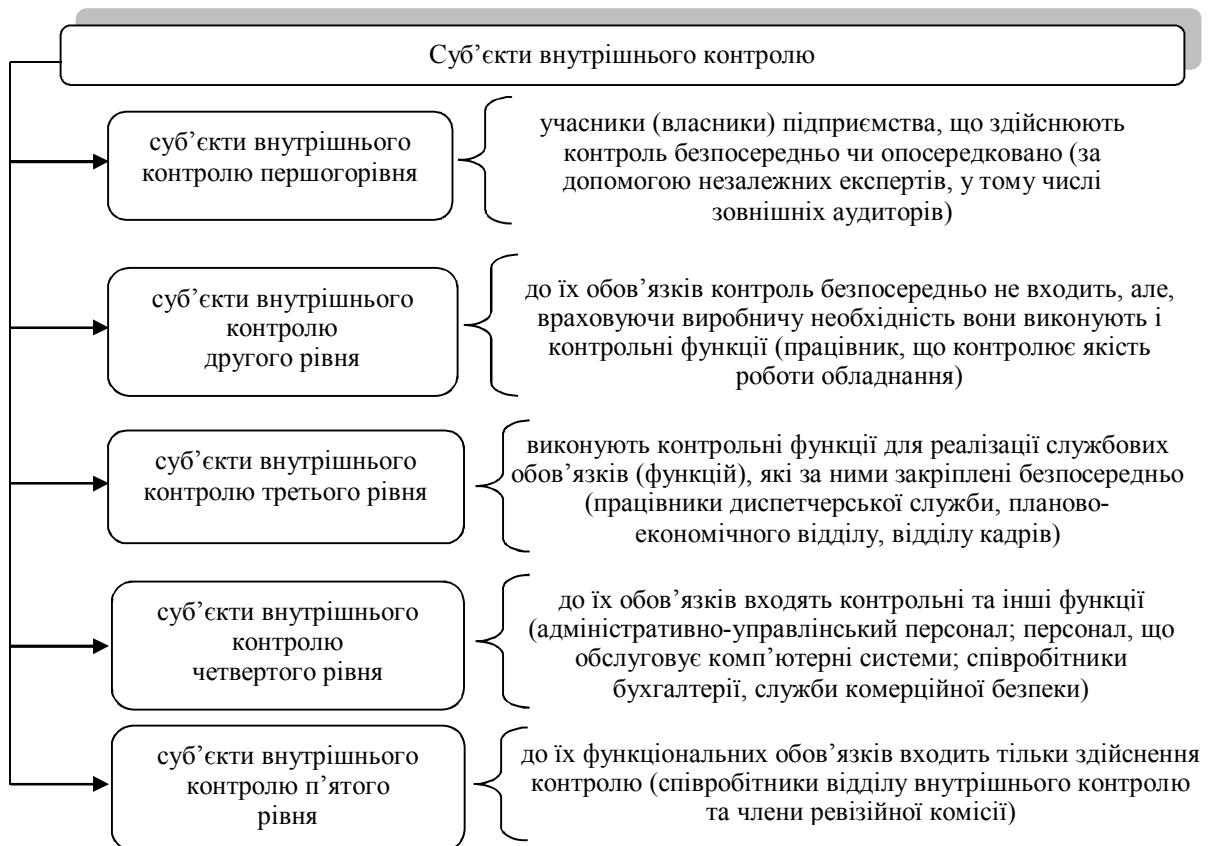 Суб’єкти внутрішнього контролю
суб’єкти внутрішнього
контролю першогорівня
учасники (власники) підприємства, що здійснюють
контроль безпосередньо чи опосередковано (за
допомогою незалежних експертів, у тому числі
зовнішніх аудиторів)
суб’єкти внутрішнього
контролю
другого рівня
до їх обов’язків контроль безпосередньо не входить, але,
враховуючи виробничу необхідність вони виконують і
контрольні функції (працівник, що контролює якість
роботи обладнання)
суб’єкти внутрішнього
контролю третього рівня
виконують контрольні функції для реалізації службових
обов’язків (функцій), які за ними закріплені безпосередньо
(працівники диспетчерської служби, планово-
економічного відділу, відділу кадрів)
суб’єкти внутрішнього
контролю
четвертого рівня
до їх обов’язків входять контрольні та інші функції
(адміністративно-управлінський персонал; персонал, що
обслуговує комп’ютерні системи; співробітники
бухгалтерії, служби комерційної безпеки)
суб’єкти внутрішнього
контролю п’ятого
рівня
до їх функціональних обов’язків входить тільки здійснення
контролю (співробітники відділу внутрішнього контролю
та члени ревізійної комісії)